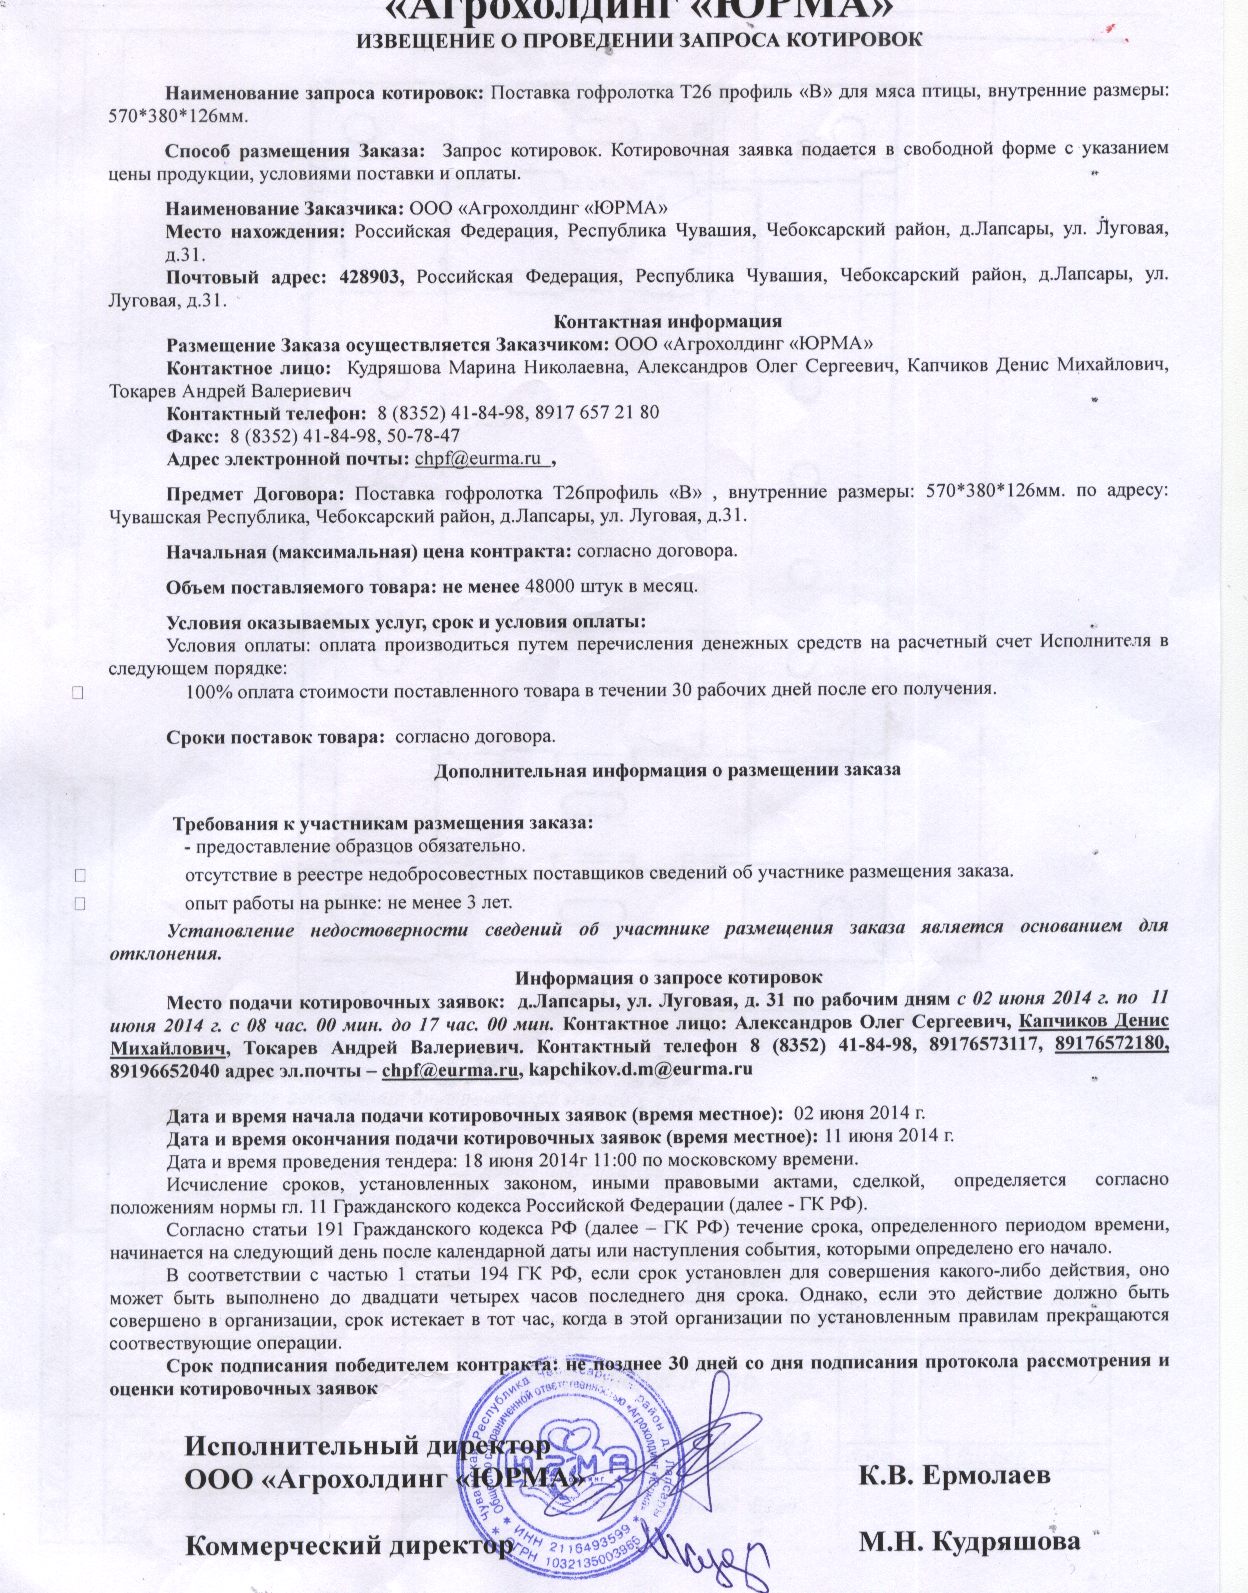 «Агрохолдинг «ЮРМА»
ИЗВЕЩЕНИЕ О ПРОВЕДЕНИИ ЗАПРОСА КОТИРОВОК
Наименование запроса котировок: Поставка гофролотка Т26 профиль «В» для мяса птицы, внутренние размеры:
570*380*126мм.
Способ размещения Заказа: Запрос котировок. Котировочная заявка подается в свободной форме с указанием
цены продукции, условиями поставки и оплаты.
Наименование Заказчика: ООО «Агрохолдинг «ЮРМА»
Место нахождения: Российская Федерация, Республика Чувашия, Чебоксарский район, д.Лапсары, ул. Луговая,
д.31.
Почтовый адрес: 428903, Российская Федерация, Республика Чувашия, Чебоксарский район, д.Лапсары, ул.
Луговая, д.31.
Контактная информация
Размещение Заказа осуществляется Заказчиком: ООО «Агрохолдинг «ЮРМА»
Контактное лицо: Кудряшова Марина Николаевна, Александров Олег Сергеевич, Капчиков Денис Михайлович,
Токарев Андрей Валериевич
Контактный телефон: 8 (8352) 41-84-98, 8917 657 21 80
Факс: 8 (8352) 41-84-98, 50-78-47
Адрес электронной почты: chpf@eurma.ru ,
Предмет Договора: Поставка гофролотка Т26профиль «В» , внутренние размеры: 570*380*126мм. по адресу:
Чувашская Республика, Чебоксарский район, д.Лапсары, ул. Луговая, д.31.
Начальная (максимальная) цена контракта: согласно договора.
Объем поставляемого товара: не менее 48000 штук в месяц.
Условия оказываемых услуг, срок и условия оплаты:
Условия оплаты: оплата производиться путем перечисления денежных средств на расчетный счет Исполнителя в
следующем порядке:
100% оплата стоимости поставленного товара в течении 30 рабочих дней после его получения.
Сроки поставок товара: согласно договора.
Дополнительная информация о размещении заказа
Требования к участникам размещения заказа:
- предоставление образцов обязательно.
отсутствие в реестре недобросовестных поставщиков сведений об участнике размещения заказа.
опыт работы на рынке: не менее 3 лет.
Установление недостоверности сведений об участнике размещения заказа является основанием для
отклонения.
Информация о запросе котировок
Место подачи котировочных заявок: д.Лапсары, ул. Луговая, д. 31 по рабочим дням с 02 июня 2014 г. по 11
июня 2014 г. с 08 час. 00 мин. до 17 час. 00 мин. Контактное лицо: Александров Олег Сергеевич, Капчиков Денис
Михайлович, Токарев Андрей Валериевич. Контактный телефон 8 (8352) 41-84-98, 89176573117, 89176572180,
89196652040 адрес эл.почты – chpf@eurma.ru, kapchikov.d.m@eurma.ru
Дата и время начала подачи котировочных заявок (время местное): 02 июня 2014 г.
Дата и время окончания подачи котировочных заявок (время местное): 11 июня 2014 г.
Дата и время проведения тендера: 18 июня 2014г 11:00 по московскому времени.
Исчисление сроков, установленных законом, иными правовыми актами, сделкой, определяется согласно
положениям нормы гл. 11 Гражданского кодекса Российской Федерации (далее - ГК РФ).
Согласно статьи 191 Гражданского кодекса РФ (далее – ГК РФ) течение срока, определенного периодом времени,
начинается на следующий день после календарной даты или наступления события, которыми определено его начало.
В соответствии с частью 1 статьи 194 ГК РФ, если срок установлен для совершения какого-либо действия, оно
может быть выполнено до двадцати четырех часов последнего дня срока. Однако, если это действие должно быть
совершено в организации, срок истекает в тот час, когда в этой организации по установленным правилам прекращаются
соотвествующие операции.
Срок подписания победителем контракта: не позднее 30 дней со дня подписания протокола рассмотрения и
оценки котировочных заявок
Исполнительный директор
ООО «Агрохолдинг «ЮРМА»
К.В. Ермолаев
Коммерческий директор
М.Н. Кудряшова
Чувашская Республика Чебоксарский район д. Лапсары
Общество с ограниченной ответственностью «Агрохолдинг «Юрма»
ЮРМА
ИНН 2116493599
ОГРН 1032135003966